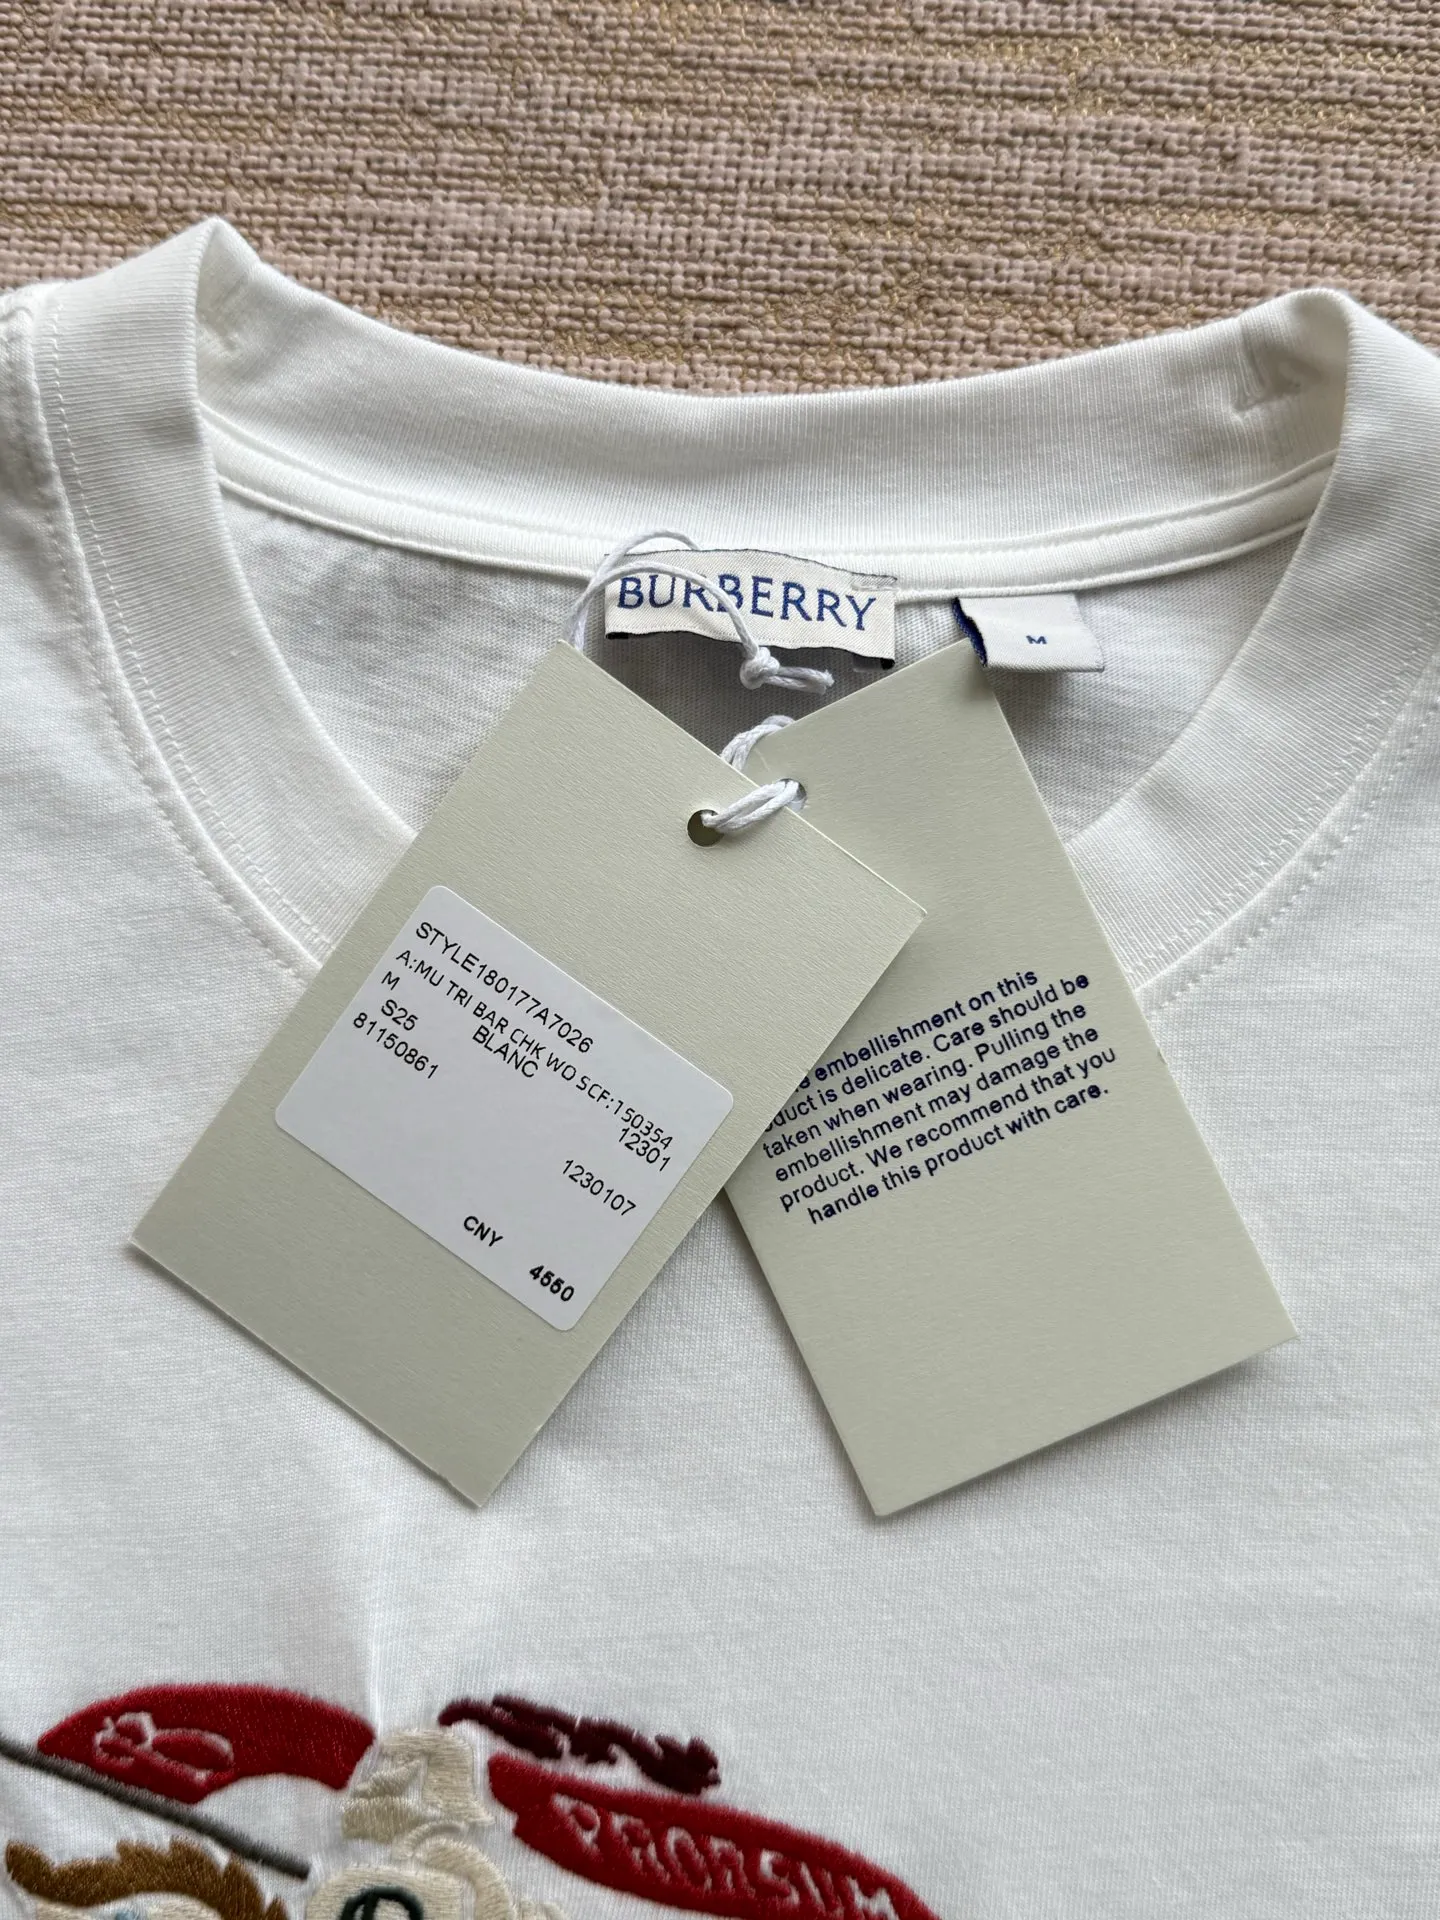 BURBERRY
M
STYLE180177A7026
A:MU TRI BAR CHK WO SCF:150354
M BLANC 12301
S25
81150861 1230107
CNY 4550
embellishment on this
is delicate. Care should be
taken when wearing. Pulling the
embellishment may damage the
product. We recommend that you
handle this product with care.
PRORSUM